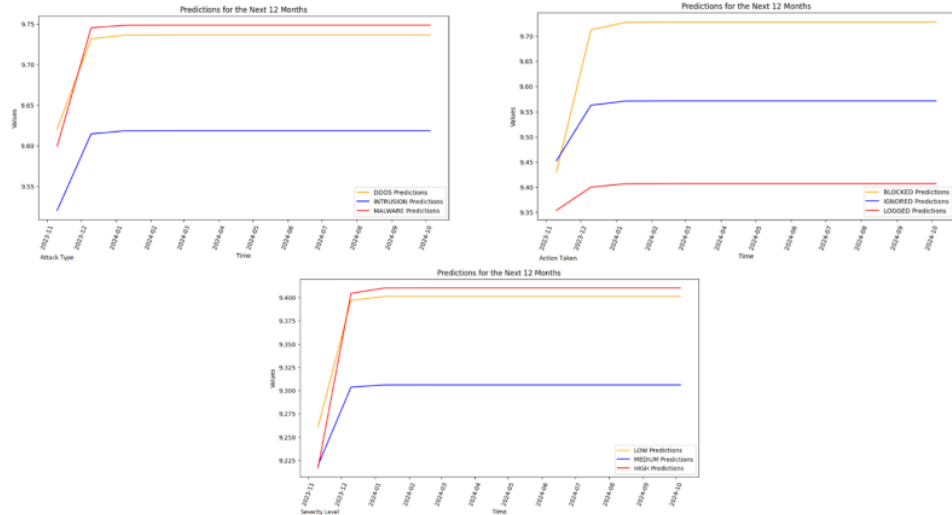 Predictions for the Next 12 Months
9.75
9.70
9.65
9.60
9.55
Values
DDOS Predictions
INTRUSION Predictions
MALWARE Predictions
2023-11
2023-12
2024-01
2024-02
2024-03
2024-04
2024-05
2024-06
2024-07
2024-08
2024-09
2024-10
Attack Type
Time
Predictions for the Next 12 Months
9.70
9.65
9.60
9.55
9.50
9.45
9.40
9.35
Values
BLOCKED Predictions
IGNORED Predictions
LOGGED Predictions
2023-11
2023-12
2024-01
2024-02
2024-03
2024-04
2024-05
2024-06
2024-07
2024-08
2024-09
2024-10
Action Taken
Time
Predictions for the Next 12 Months
9.400
9.375
9.350
9.325
9.300
9.275
9.250
9.225
Values
LOW Predictions
MEDIUM Predictions
HIGH Predictions
2023-11
2023-12
2024-01
2024-02
2024-03
2024-04
2024-05
2024-06
2024-07
2024-08
2024-09
2024-10
Severity Level
Time